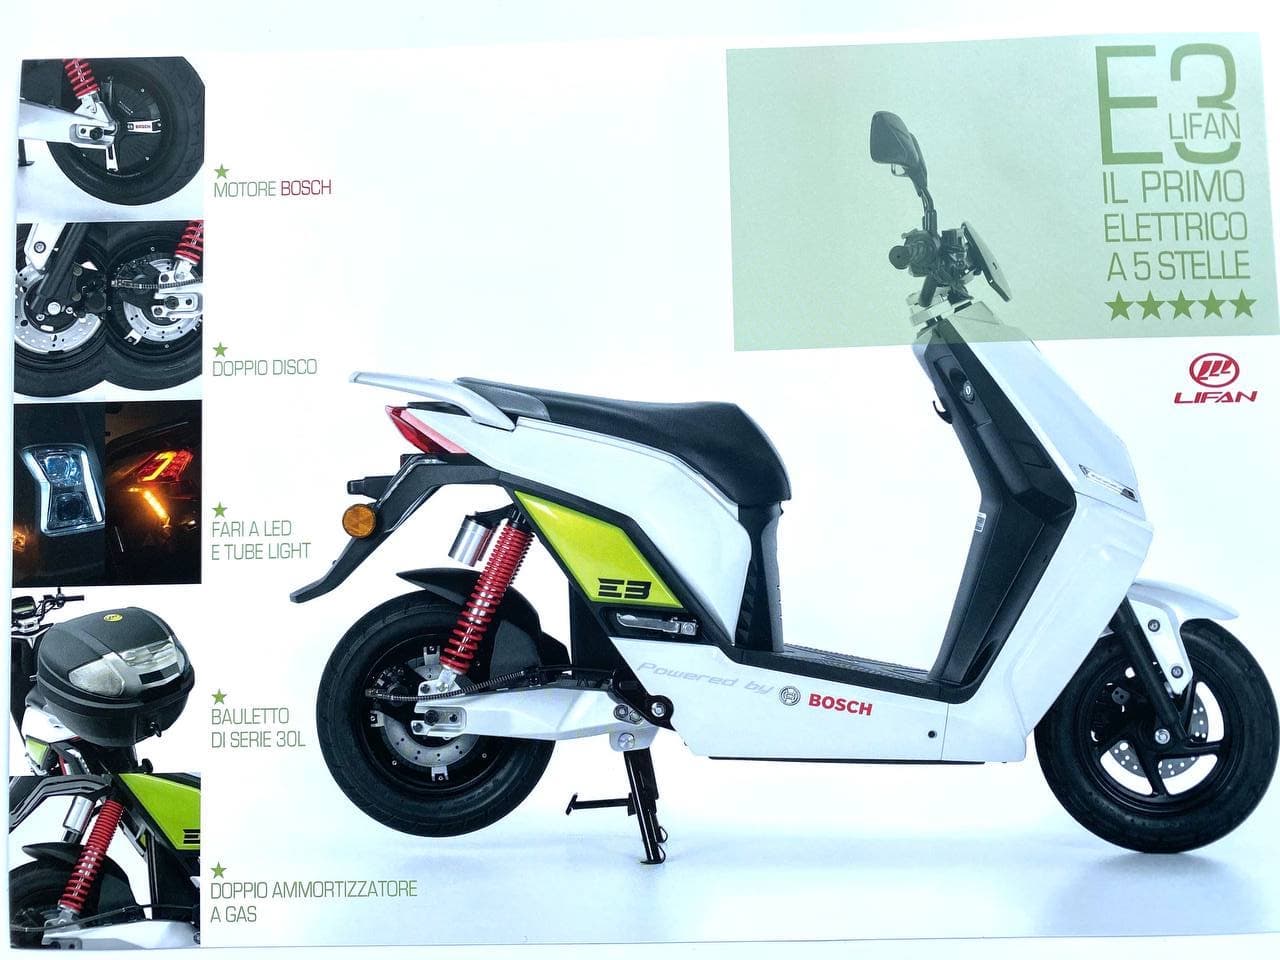 E3
LIFAN
IL PRIMO
ELETTRICO
A 5 STELLE
LIFAN
BOSCH
MOTORE BOSCH
DOPPIO DISCO
FARI A LED
E TUBE LIGHT
BAULETTO
DI SERIE 30L
DOPPIO AMMORTIZZATORE
A GAS
E3
Powered by BOSCH